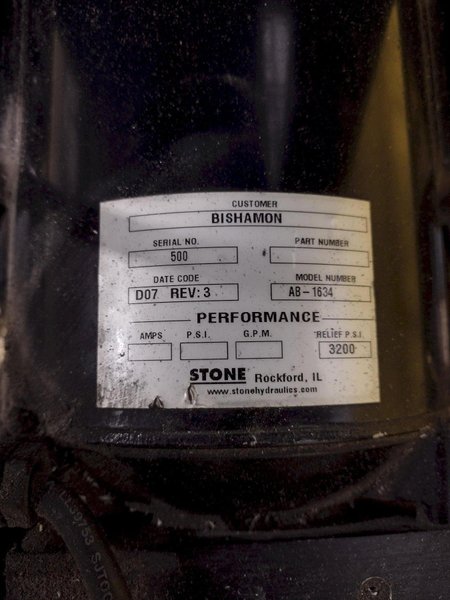 CUSTOMER
BISHAMON
SERIAL NO. PART NUMBER
500
DATE CODE MODEL NUMBER
D07 REV: 3 AB-1634
PERFORMANCE
AMPS P.S.I. G.P.M. RELIEF P.S.I.
3200
STONE Rockford, IL
www.stonehydraulics.com